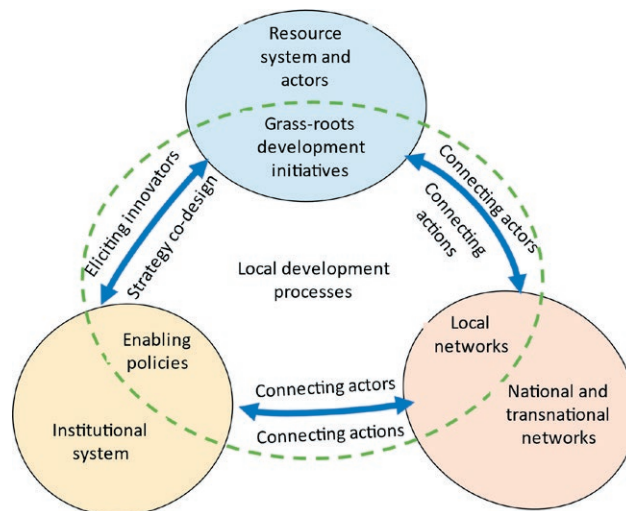 Resource
system and
actors
Grass-roots
development
initiatives
Eliciting innovators
Strategy co-design
Connecting actors
Connecting
actions
Local development
processes
Enabling
policies
Institutional
system
Connecting actors
Connecting actions
Local
networks
National and
transnational
networks